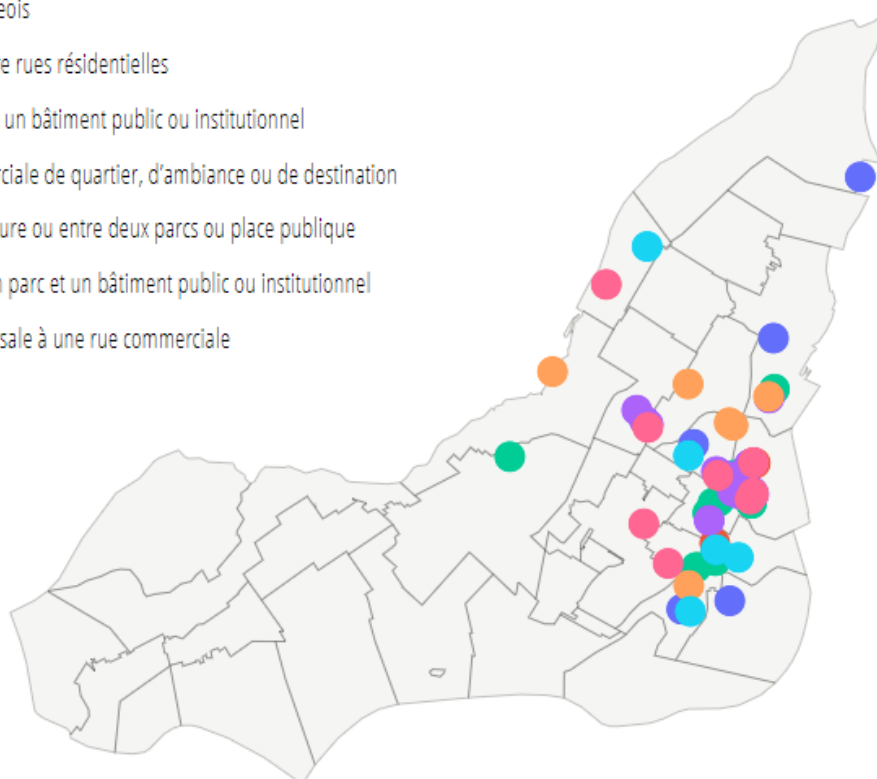 eois
e rues résidentielles
un bâtiment public ou institutionnel
ciale de quartier, d'ambiance ou de destination
ure ou entre deux parcs ou place publique
n parc et un bâtiment public ou institutionnel
sale à une rue commerciale